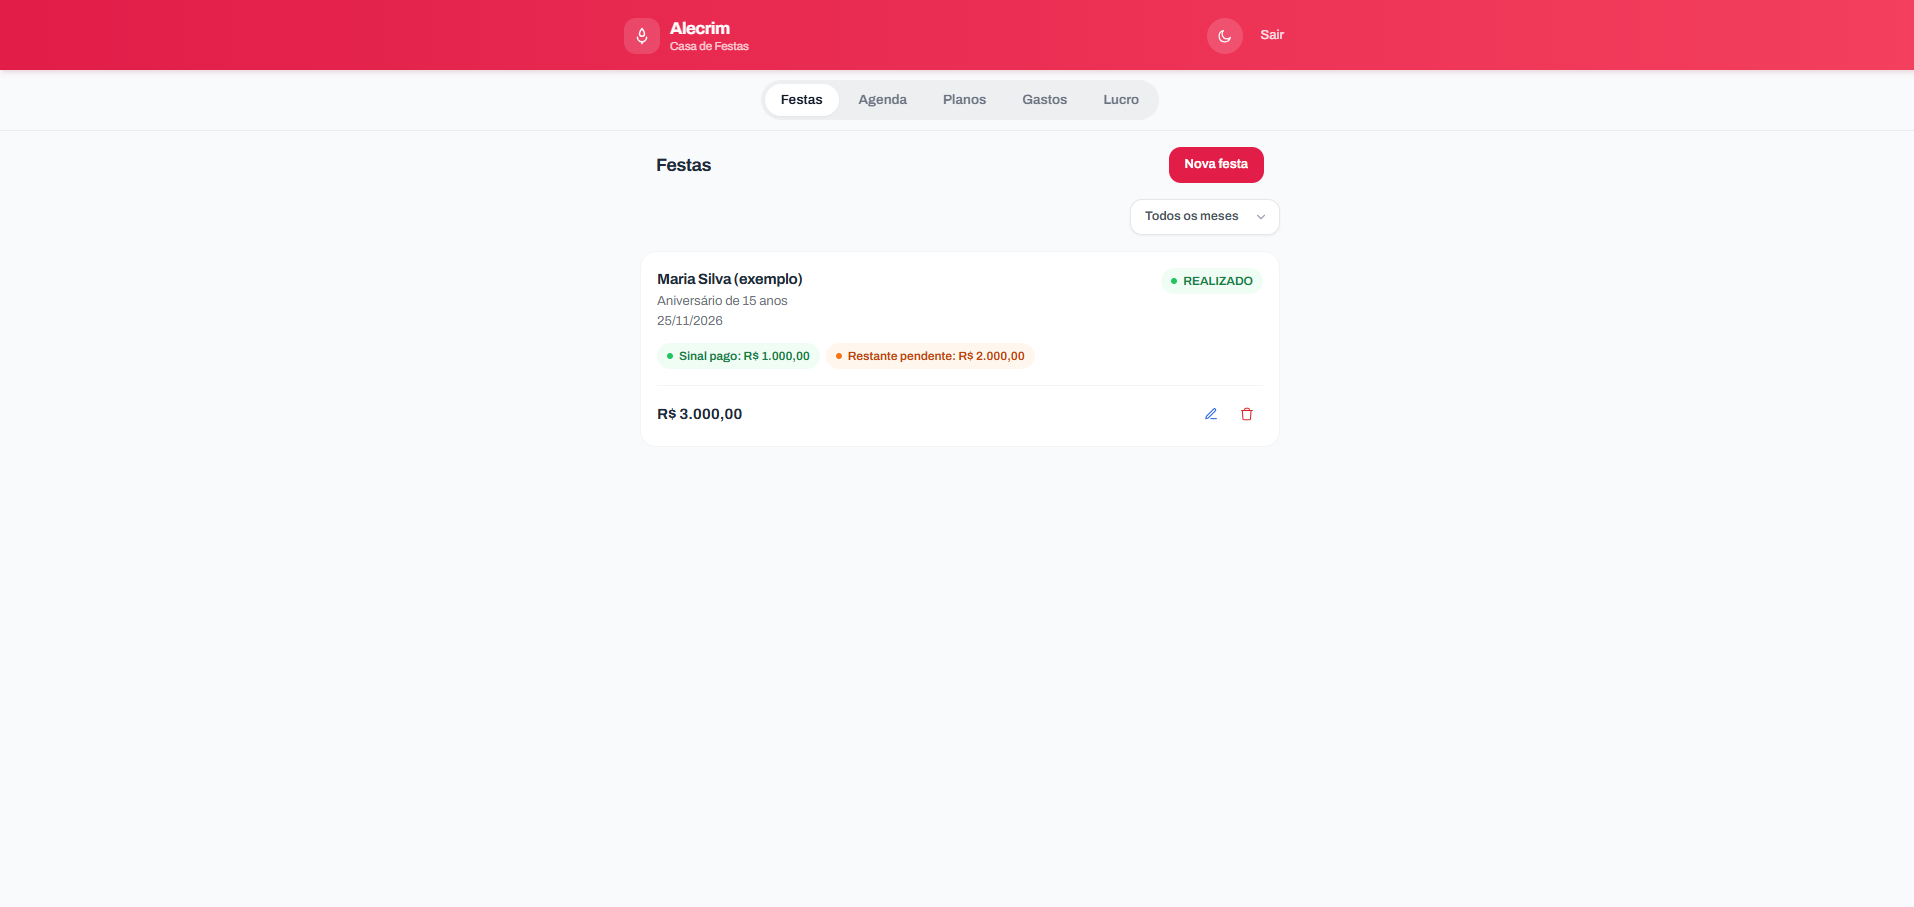 Alecrim
Casa de Festas
Sair
Festas
Agenda
Planos
Gastos
Lucro
Festas
Nova festa
Todos os meses
Maria Silva (exemplo)
REALIZADO
Aniversário de 15 anos
25/11/2026
Sinal pago: R$ 1.000,00
Restante pendente: R$ 2.000,00
R$ 3.000,00